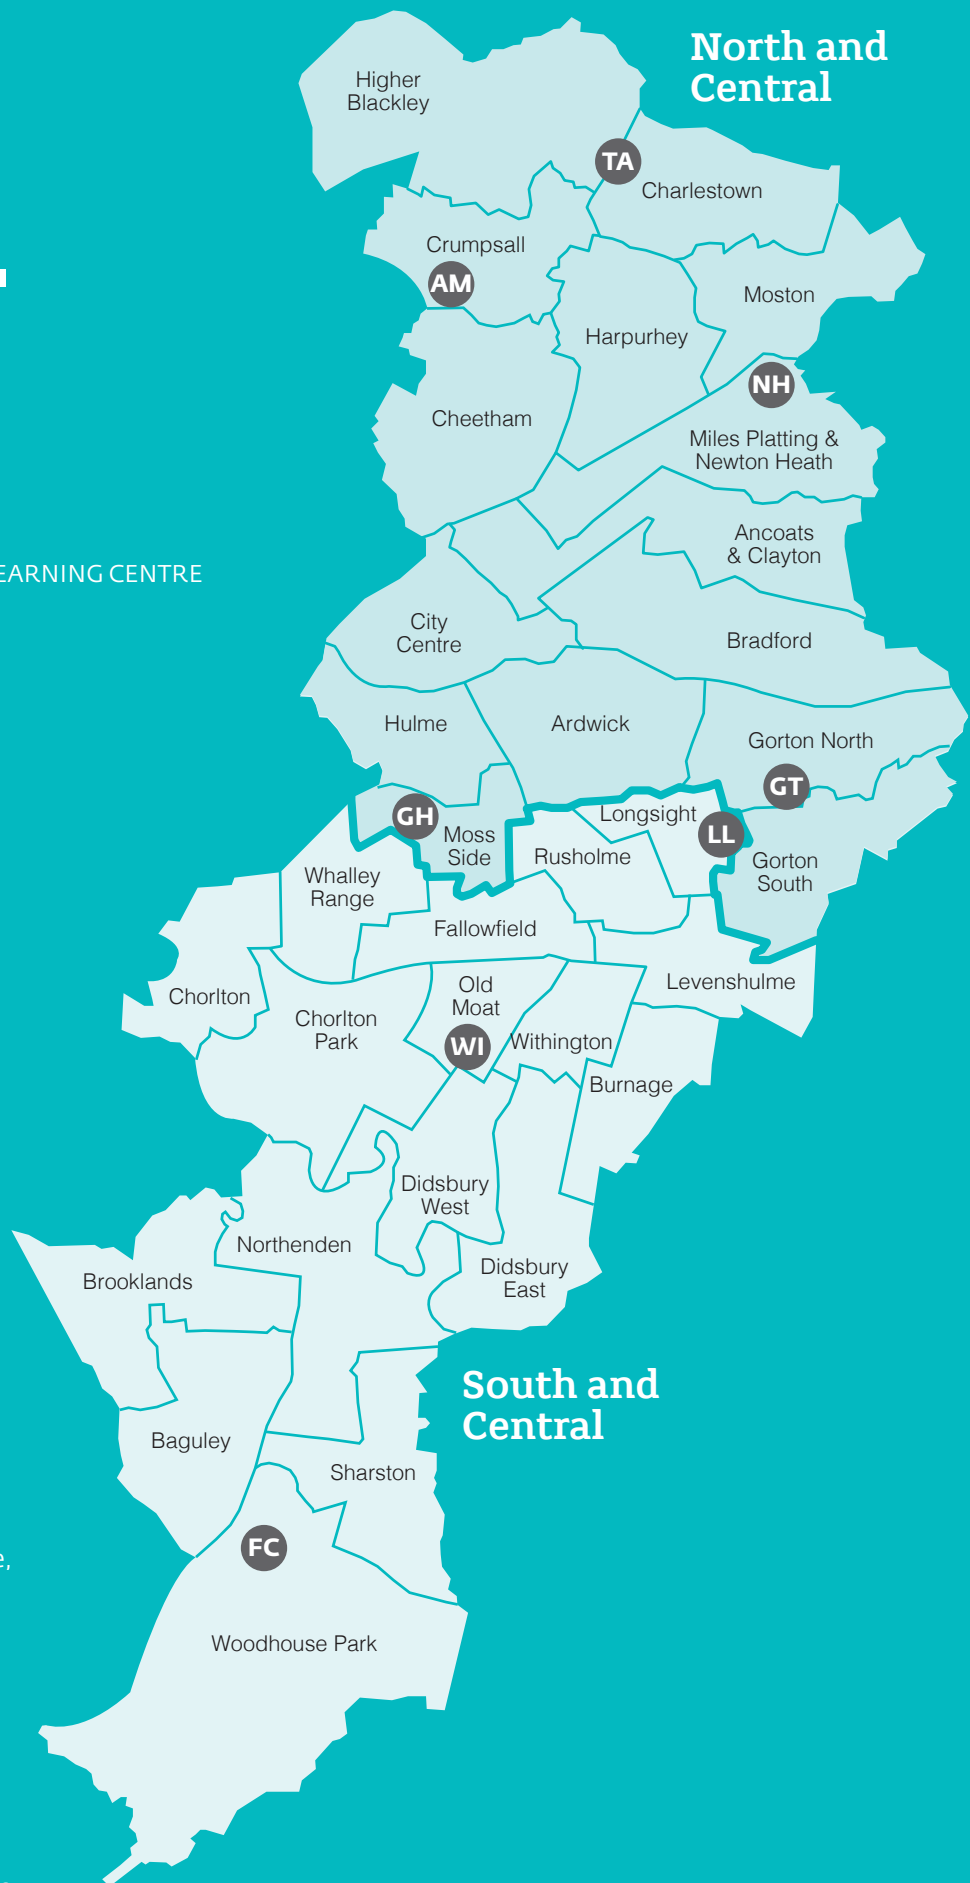 North and
Central
Higher
Blackley
TA
Charlestown
Crumpsall
AM
Moston
Harpurhey
NH
Cheetham
Miles Platting &
Newton Heath
Ancoats
& Clayton
EARNING CENTRE
City
Centre
Bradford
Hulme
Ardwick
Gorton North
GT
GH
Longsight
LL
Moss
Side
Rusholme
Gorton
South
Whalley
Range
Fallowfield
Levenshulme
Chorlton
Old
Moat
Chorlton
Park
WI
Withington
Burnage
Didsbury
West
Northenden
Didsbury
East
Brooklands
South and
Central
Baguley
Sharston
FC
e,
Woodhouse Park